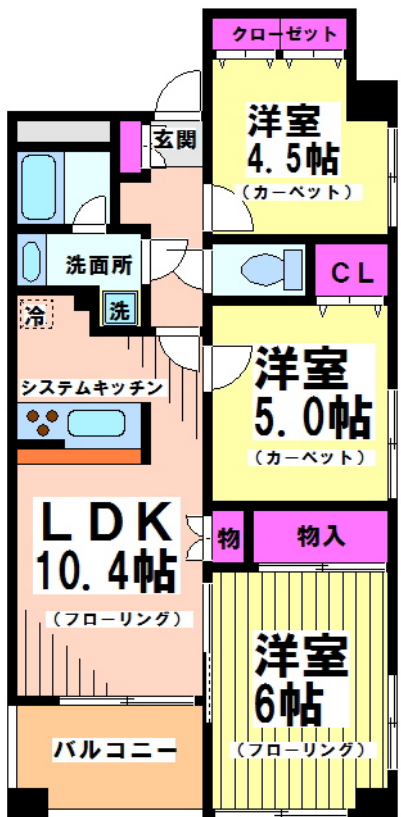 クローゼット
玄関
洋室
4.5帖
(カーペット)
洗面所
CL
冷
洗
洋室
5.0帖
(カーペット)
システムキッチン
LDK
10.4帖
(フローリング)
物
物入
洋室
6帖
(フローリング)
バルコニー